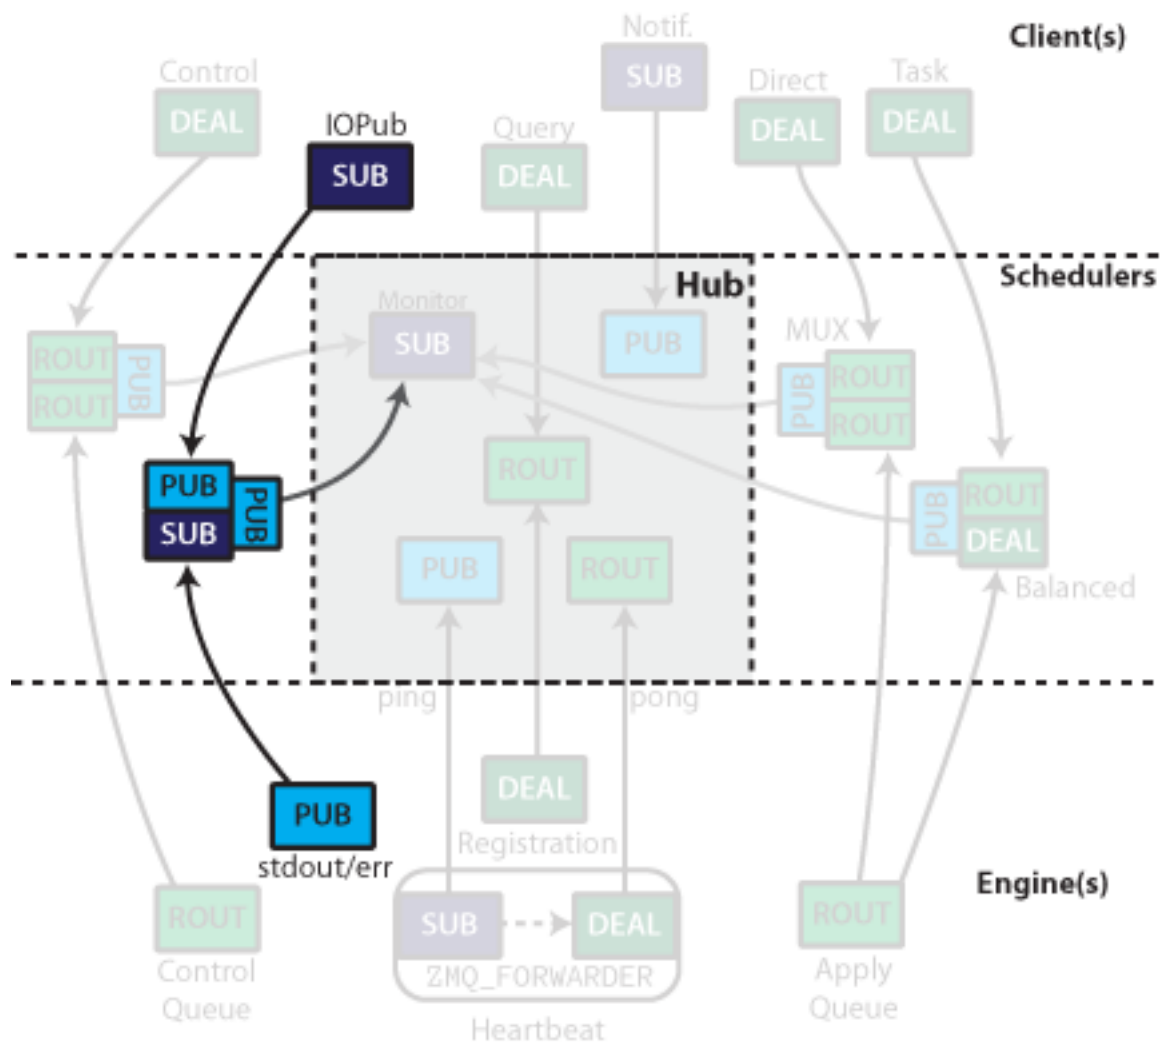 Notif.
Client(s)
Control
SUB
Direct
Task
DEAL
IOPub
Query
DEAL
DEAL
SUB
DEAL
Hub
Schedulers
Monitor
SUB
PUB
MUX
ROUT
PUB
ROUT
PUB
ROUT
ROUT
ROUT
PUB
PUB
SUB
PUB
ROUT
DEAL
PUB
ROUT
Balanced
ping
pong
DEAL
PUB
Registration
stdout/err
Engine(s)
ROUT
SUB
DEAL
ROUT
ZMQ_FORWARDER
Control
Queue
Apply
Queue
Heartbeat